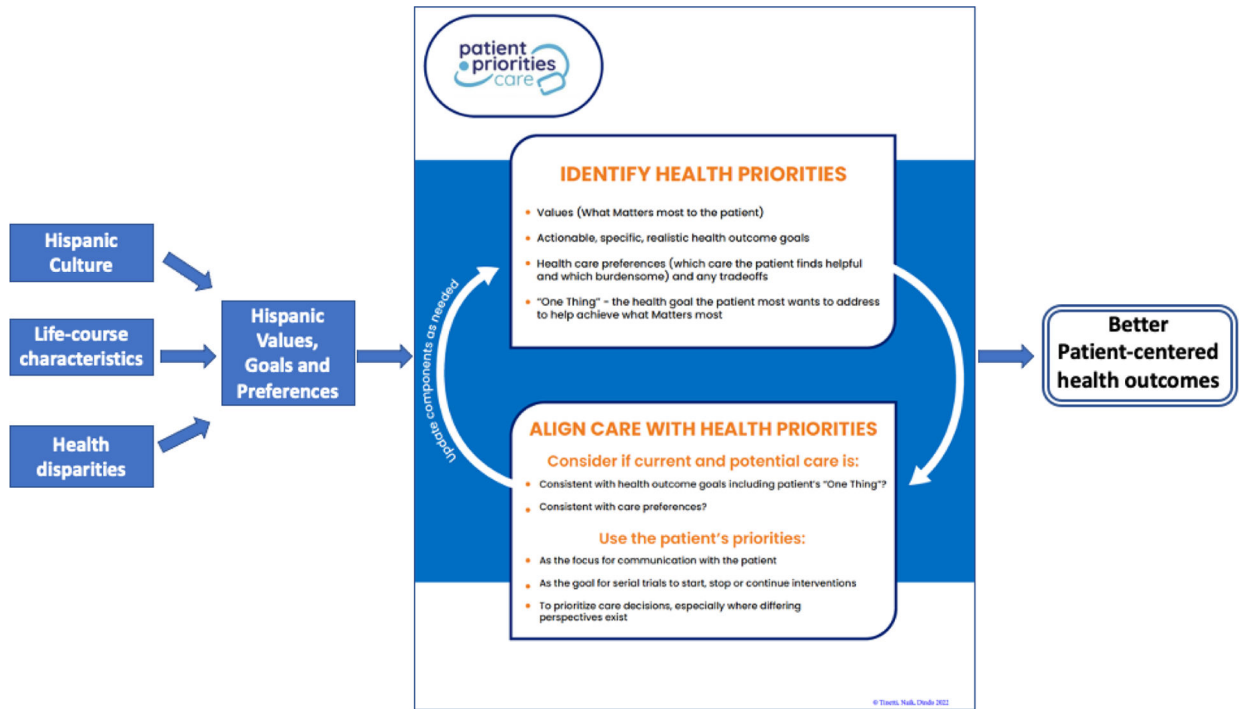 patient
priorities
care
Hispanic
Culture
Life-course
characteristics
Health
disparities
Hispanic
Values,
Goals and
Preferences
IDENTIFY HEALTH PRIORITIES
• Values (What Matters most to the patient)
• Actionable, specific, realistic health outcome goals
• Health care preferences (which care the patient finds helpful
and which burdensome) and any tradeoffs
• "One Thing" - the health goal the patient most wants to address
to help achieve what Matters most
Update components as needed
ALIGN CARE WITH HEALTH PRIORITIES
Consider if current and potential care is:
• Consistent with health outcome goals including patient's "One Thing"?
• Consistent with care preferences?
Use the patient's priorities:
• As the focus for communication with the patient
• As the goal for serial trials to start, stop or continue interventions
• To prioritize care decisions, especially where differing
perspectives exist
Better
Patient-centered
health outcomes
© Tinetti, Naik, Dindo 2022